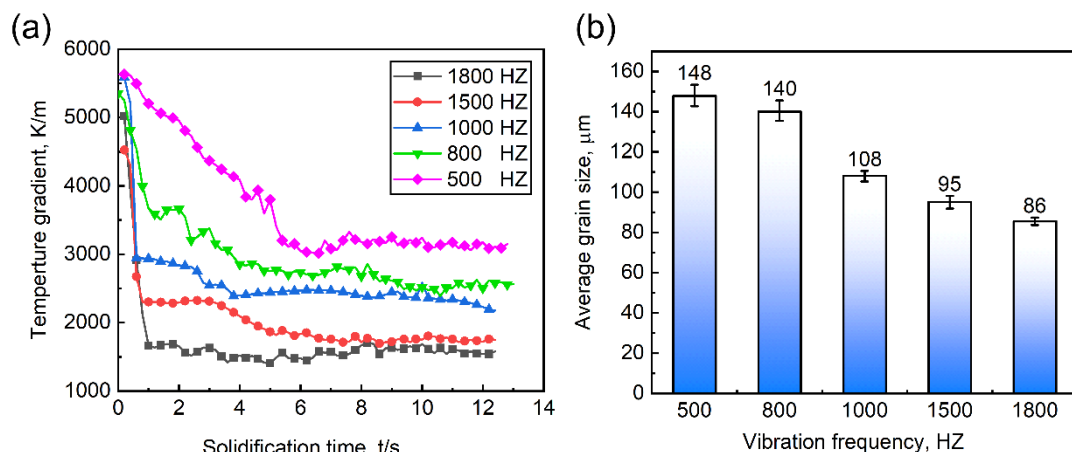 (a)
6000
5000
4000
3000
2000
1000
Temperture gradient, K/m
1800 HZ
1500 HZ
1000 HZ
800 HZ
500 HZ
0 2 4 6 8 10 12 14
Solidification time, t/s
(b)
160
140
120
100
80
60
40
20
0
Average grain size, μm
148
140
108
95
86
500 800 1000 1500 1800
Vibration frequency, HZ